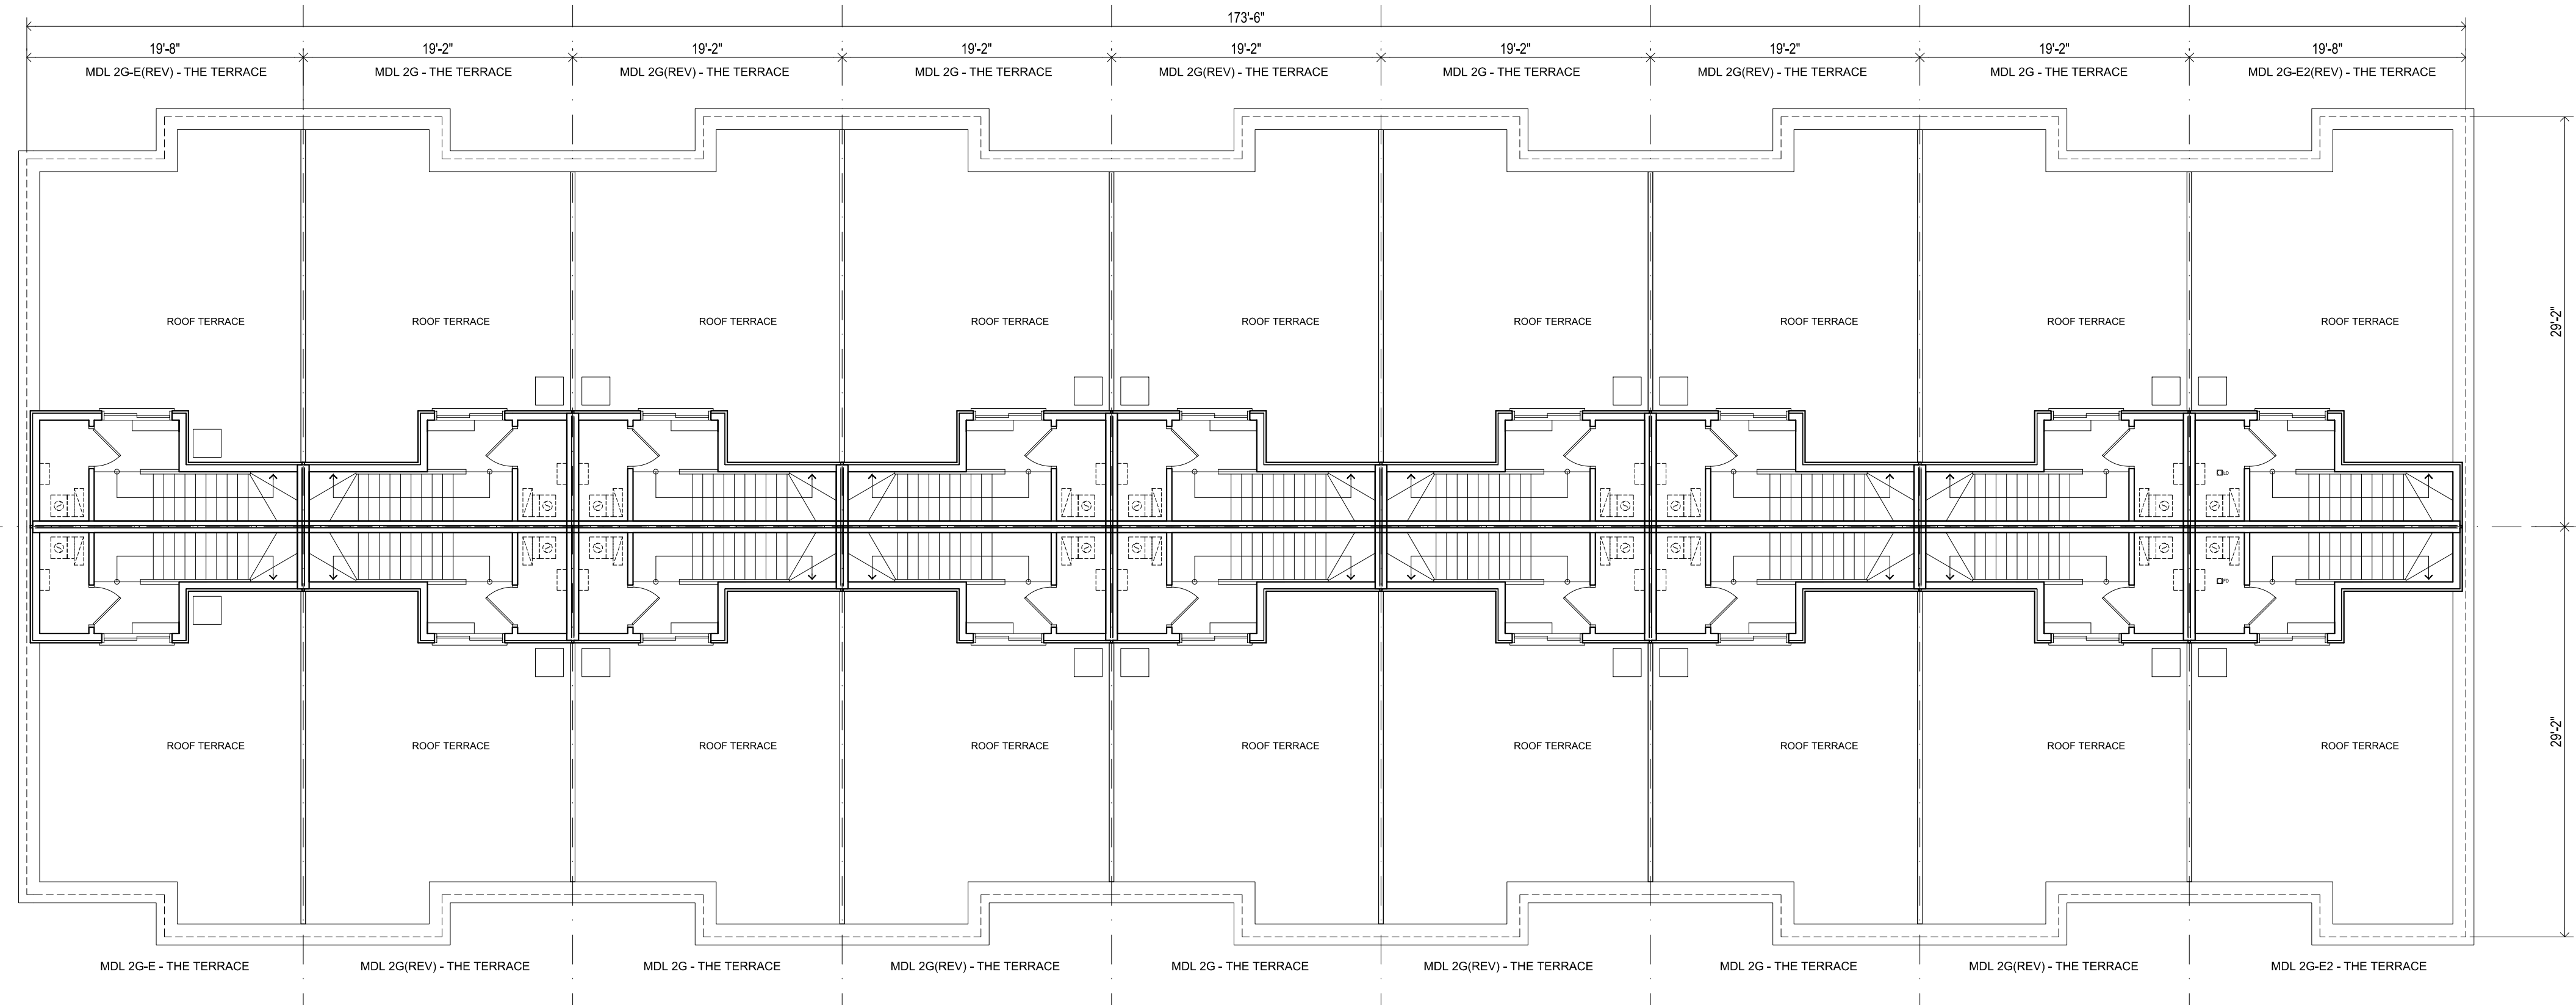 173'-6"
19'-8" 19'-2" 19'-2" 19'-2" 19'-2" 19'-2" 19'-2" 19'-2" 19'-8"
MDL 2G-E(REV) - THE TERRACE MDL 2G - THE TERRACE MDL 2G(REV) - THE TERRACE MDL 2G - THE TERRACE MDL 2G(REV) - THE TERRACE MDL 2G - THE TERRACE MDL 2G(REV) - THE TERRACE MDL 2G - THE TERRACE MDL 2G-E2(REV) - THE TERRACE
ROOF TERRACE ROOF TERRACE ROOF TERRACE ROOF TERRACE ROOF TERRACE ROOF TERRACE ROOF TERRACE ROOF TERRACE ROOF TERRACE
29'-2"
29'-2"
ROOF TERRACE ROOF TERRACE ROOF TERRACE ROOF TERRACE ROOF TERRACE ROOF TERRACE ROOF TERRACE ROOF TERRACE ROOF TERRACE
MDL 2G-E - THE TERRACE MDL 2G(REV) - THE TERRACE MDL 2G - THE TERRACE MDL 2G(REV) - THE TERRACE MDL 2G - THE TERRACE MDL 2G(REV) - THE TERRACE MDL 2G - THE TERRACE MDL 2G(REV) - THE TERRACE MDL 2G-E2 - THE TERRACE